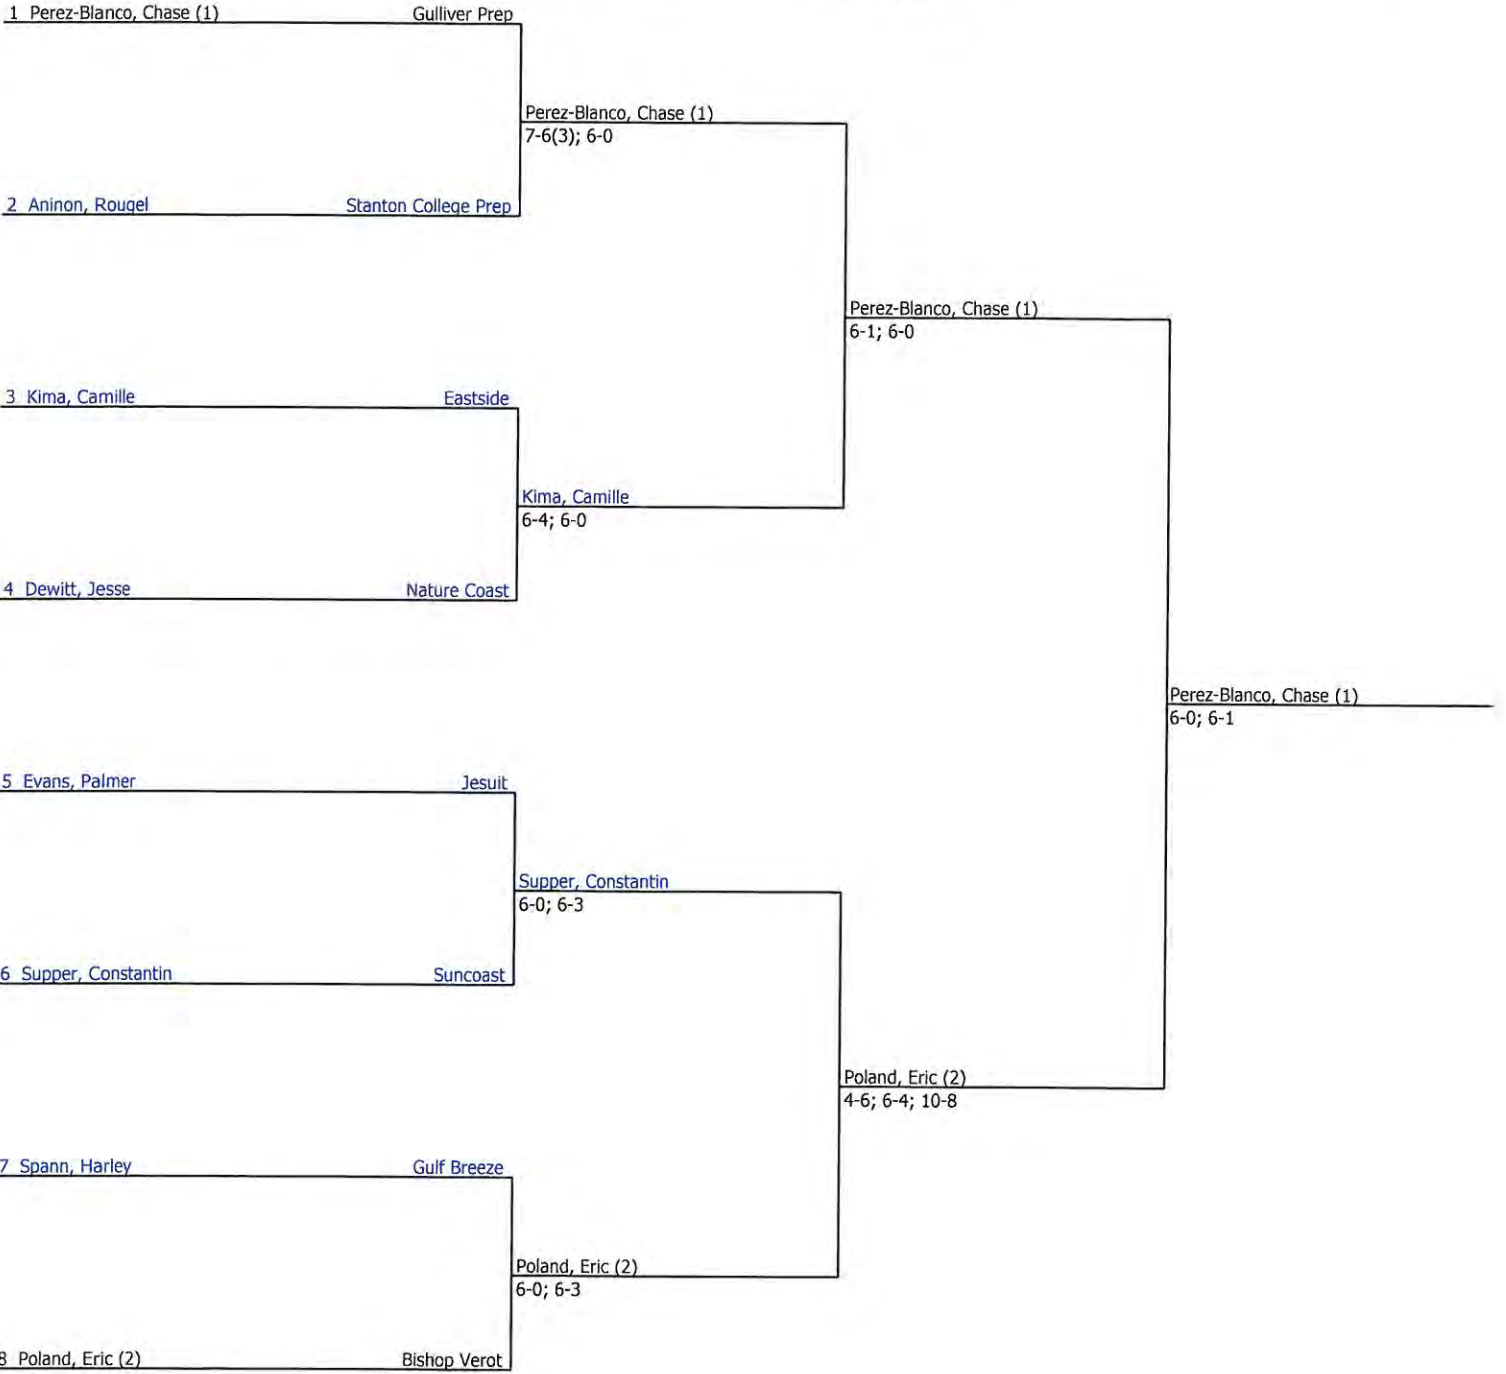 1 Perez-Blanco, Chase (1) Gulliver Prep
Perez-Blanco, Chase (1)
7-6(3); 6-0
2 Aninon, Rougel Stanton College Prep
Perez-Blanco, Chase (1)
6-1; 6-0
3 Kima, Camille Eastside
Kima, Camille
6-4; 6-0
4 Dewitt, Jesse Nature Coast
Perez-Blanco, Chase (1)
6-0; 6-1
5 Evans, Palmer Jesuit
Supper, Constantin
6-0; 6-3
6 Supper, Constantin Suncoast
Poland, Eric (2)
4-6; 6-4; 10-8
7 Spann, Harley Gulf Breeze
Poland, Eric (2)
6-0; 6-3
8 Poland, Eric (2) Bishop Verot